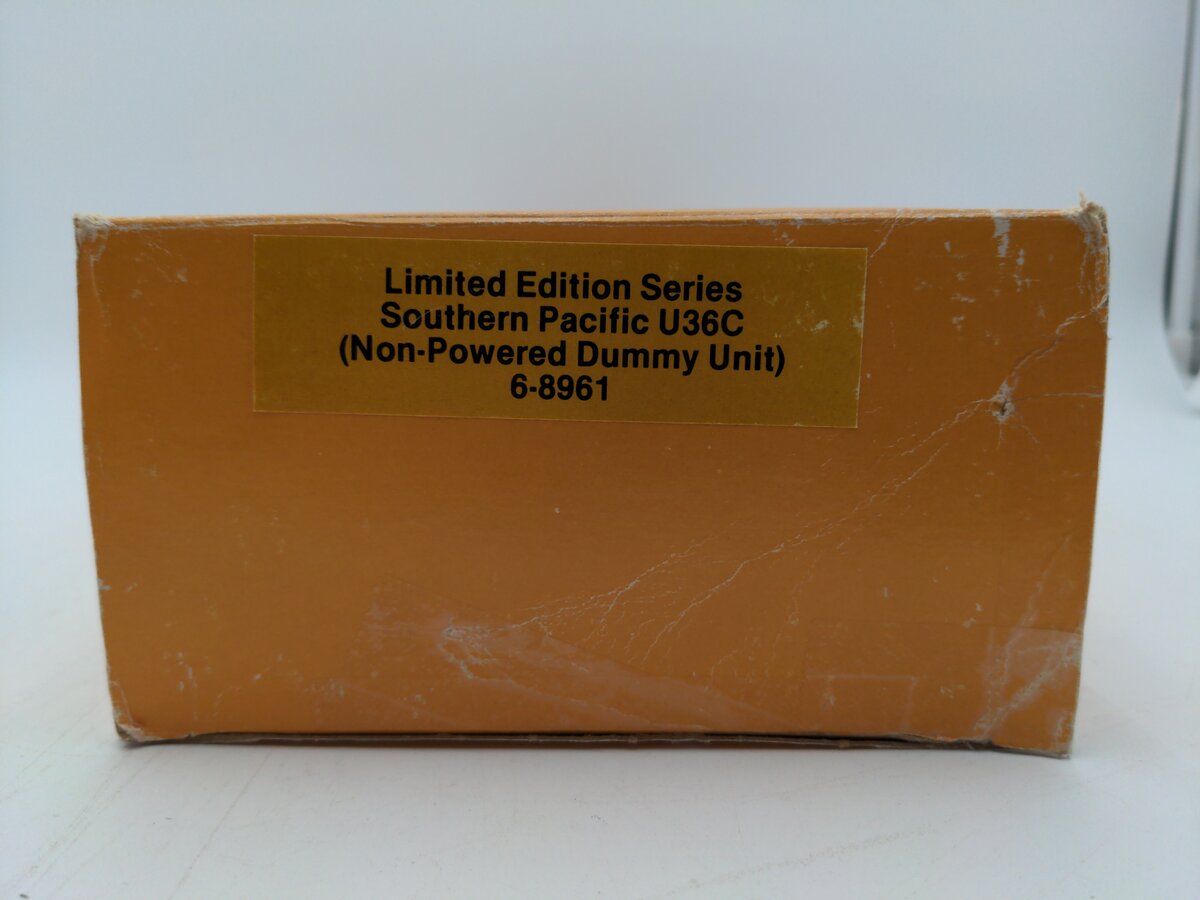 Limited Edition Series
Southern Pacific U36C
(Non-Powered Dummy Unit)
6-8961